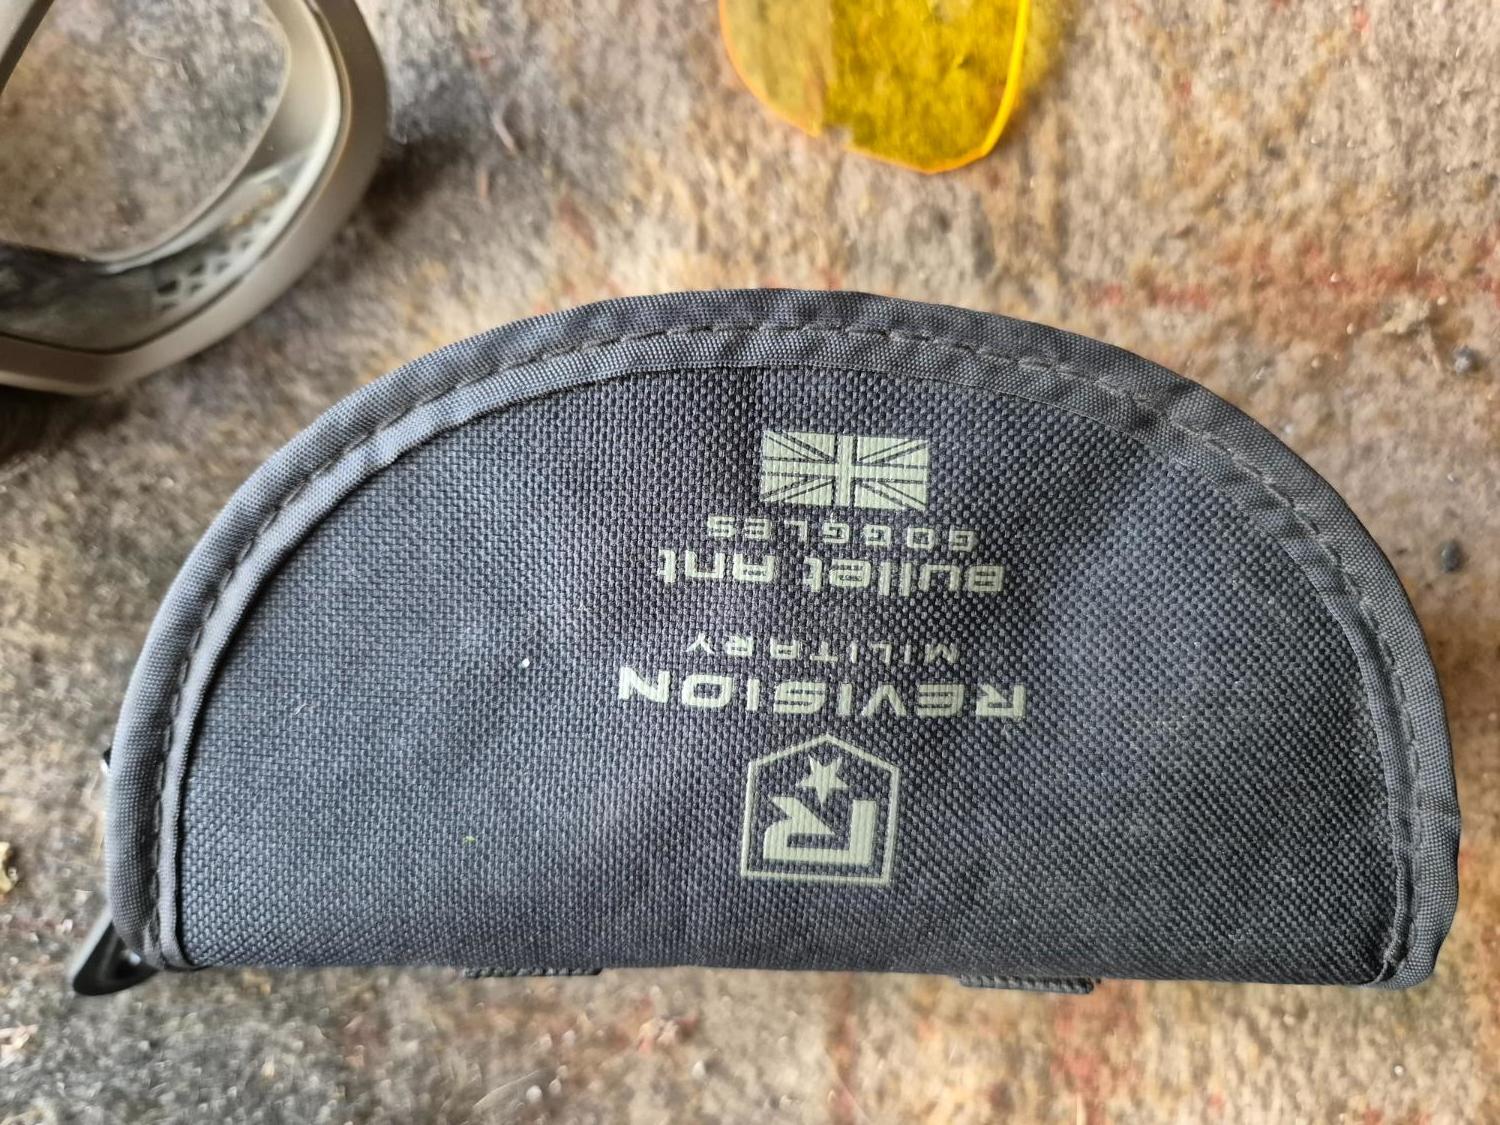 R
REVISION
MILITARY
Bullet Ant
GOGGLES